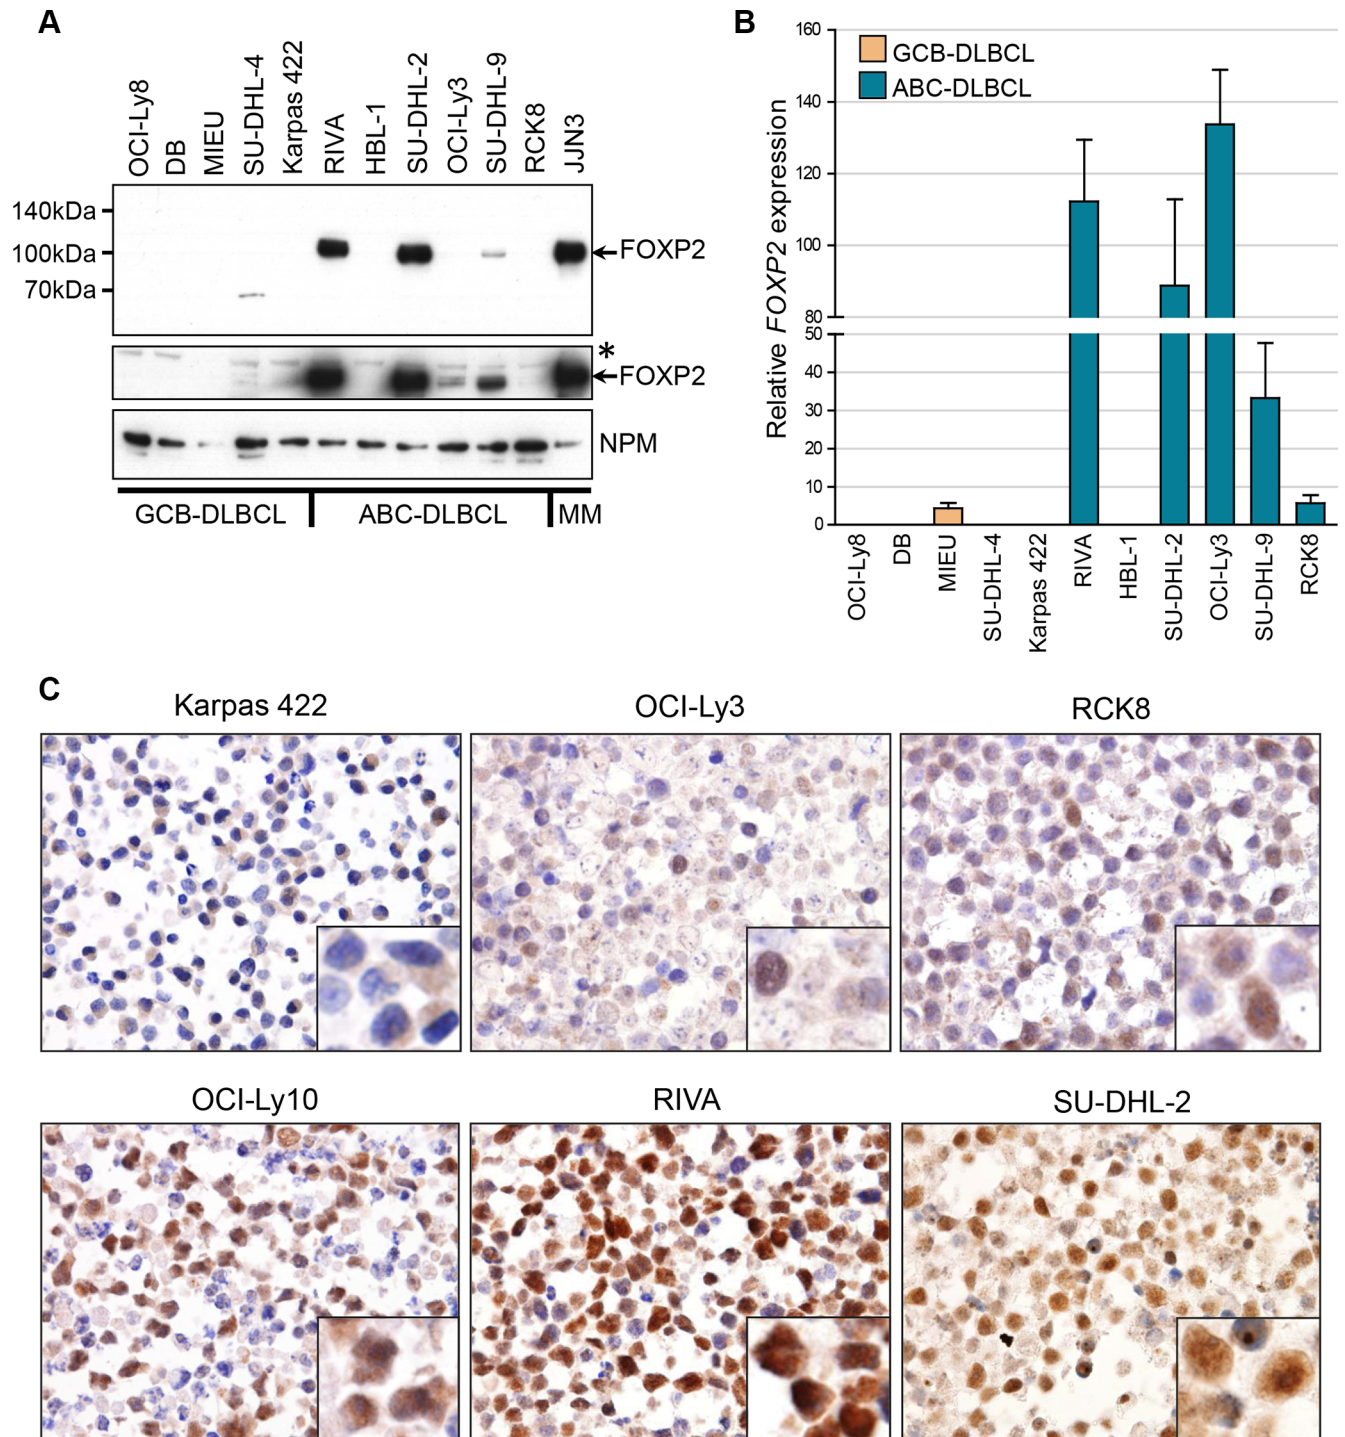 A
OCI-Ly8
DB
MIEU
SU-DHL-4
Karpas 422
RIVA
HBL-1
SU-DHL-2
OCI-Ly3
SU-DHL-9
RCK8
JJN3
140kDa
100kDa
70kDa
FOXP2
*
FOXP2
NPM
GCB-DLBCL
ABC-DLBCL
MM
B
GCB-DLBCL
ABC-DLBCL
Relative FOXP2 expression
160
140
120
100
80
50
40
30
20
10
0
OCI-Ly8
DB
MIEU
SU-DHL-4
Karpas 422
RIVA
HBL-1
SU-DHL-2
OCI-Ly3
SU-DHL-9
RCK8
C
Karpas 422
OCI-Ly3
RCK8
OCI-Ly10
RIVA
SU-DHL-2